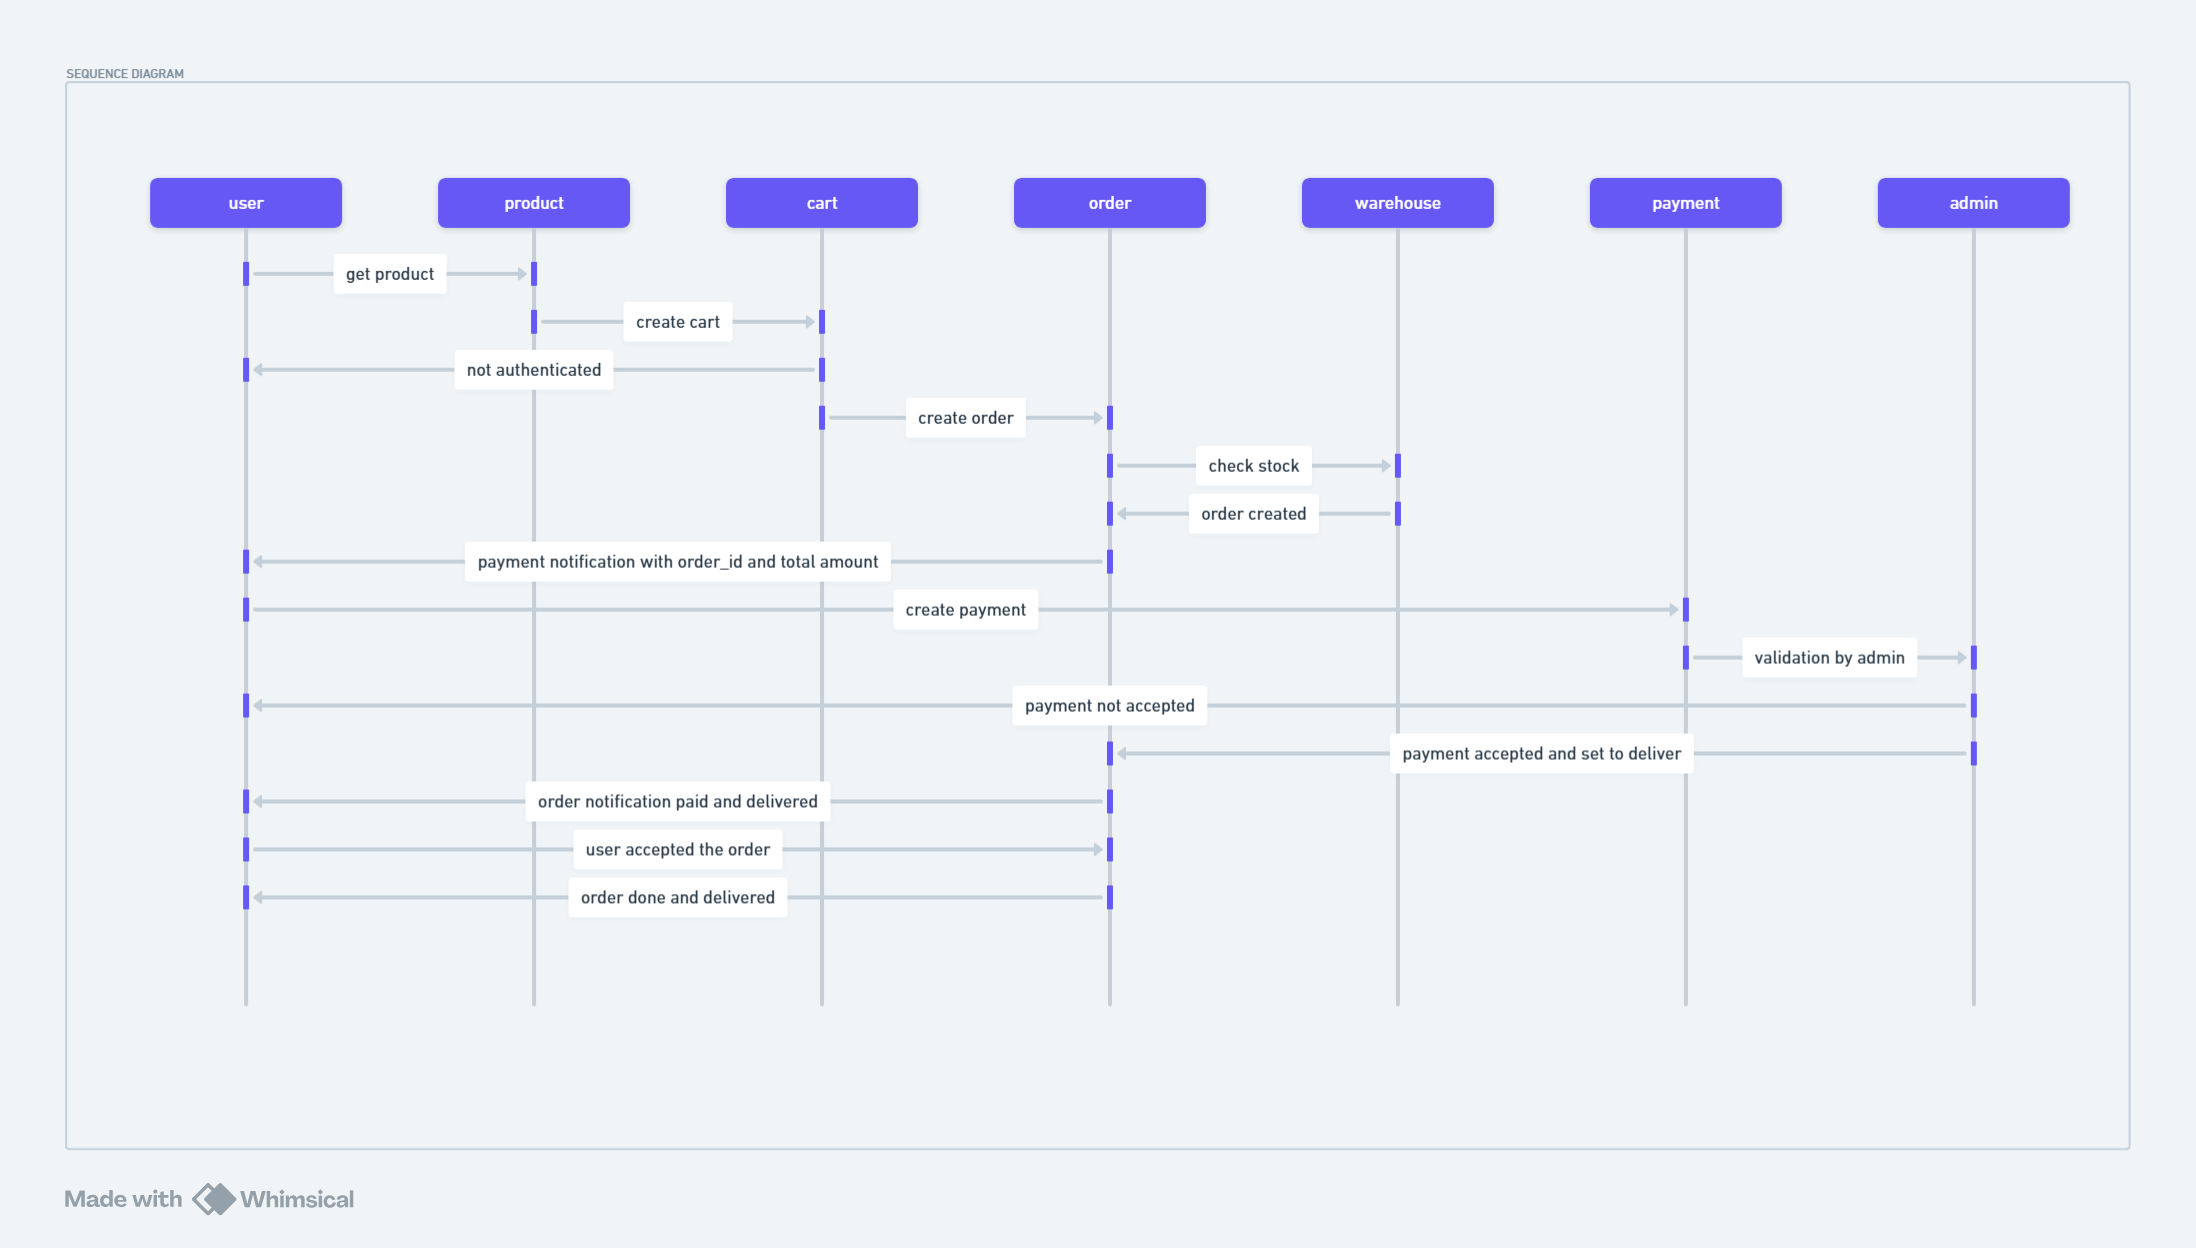 SEQUENCE DIAGRAM
user
product
cart
order
warehouse
payment
admin
get product
create cart
not authenticated
create order
check stock
order created
payment notification with order_id and total amount
create payment
validation by admin
payment not accepted
payment accepted and set to deliver
order notification paid and delivered
user accepted the order
order done and delivered
Made with Whimsical